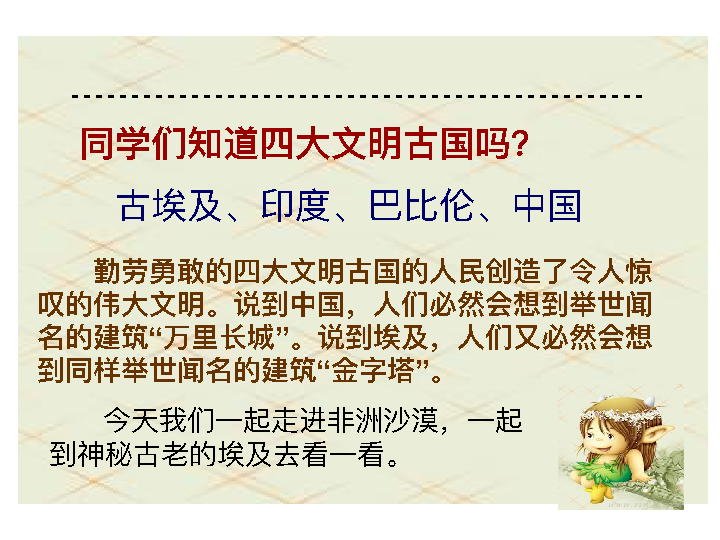 同学们知道四大文明古国吗?
古埃及、印度、巴比伦、中国
勤劳勇敢的四大文明古国的人民创造了令人惊
叹的伟大文明。说到中国，人们必然会想到举世闻
名的建筑“万里长城”。说到埃及，人们又必然会想
到同样举世闻名的建筑“金字塔”。
今天我们一起走进非洲沙漠，一起
到神秘古老的埃及去看一看。